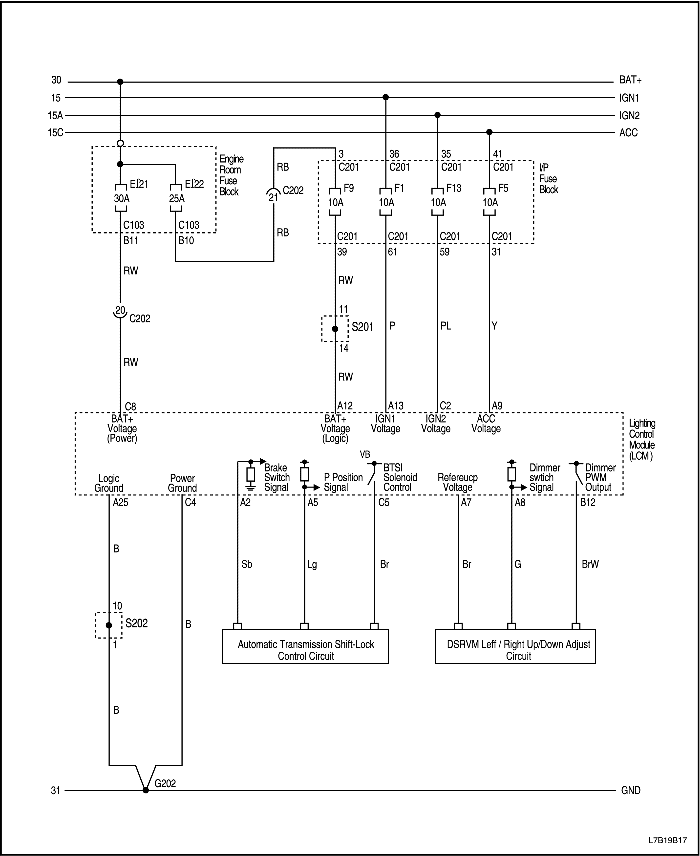 30 BAT+
15 IGN1
15A IGN2
15C ACC
Engine
Room
Fuse
Block
I/P
Fuse
Block
3 36 35 41
C201 C201 C201 C201
RB
21 C202
RB
EJ21 EJ22
30A 25A
F9 F1 F13 F5
10A 10A 10A 10A
C103 C103
B11 B10
C201 C201 C201 C201
39 61 59 31
RW RW
20 C202
11
S201
14
P PL Y
RW RW
C8 A12 A13 C2 A9
BAT+
Voltage
(Power)
BAT+
Voltage
(Logic)
IGN1
Voltage
IGN2
Voltage
ACC
Voltage
Lighting
Control
Module
(LCM)
Logic
Ground
Power
Ground
Brake
Switch
Signal
P Position
Signal
VB
BTSI
Solenoid
Control
Refereucp
Voltage
Dimmer
switch
Signal
Dimmer
PWM
Output
A25 C4 A2 A5 C5 A7 A8 B12
B Sb Lg Br Br G BrW
10
S202
1
B
B
Automatic Transmission Shift-Lock
Control Circuit
DSRVM Left / Right Up/Down Adjust
Circuit
G202
31 GND
L7B19B17